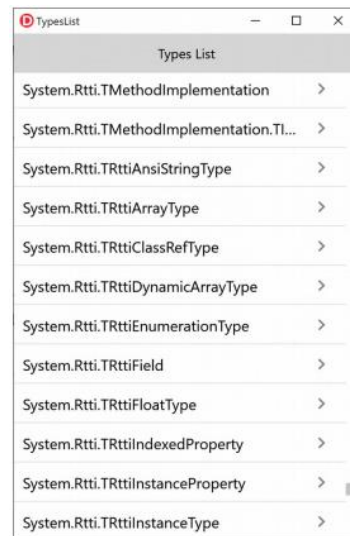 TypesList
Types List
System.Rtti.TMethodImplementation
System.Rtti.TMethodImplementation.TI...
System.Rtti.TRttiAnsiStringType
System.Rtti.TRttiArrayType
System.Rtti.TRttiClassRefType
System.Rtti.TRttiDynamicArrayType
System.Rtti.TRttiEnumerationType
System.Rtti.TRttiField
System.Rtti.TRttiFloatType
System.Rtti.TRttiIndexedProperty
System.Rtti.TRttiInstanceProperty
System.Rtti.TRttiInstanceType